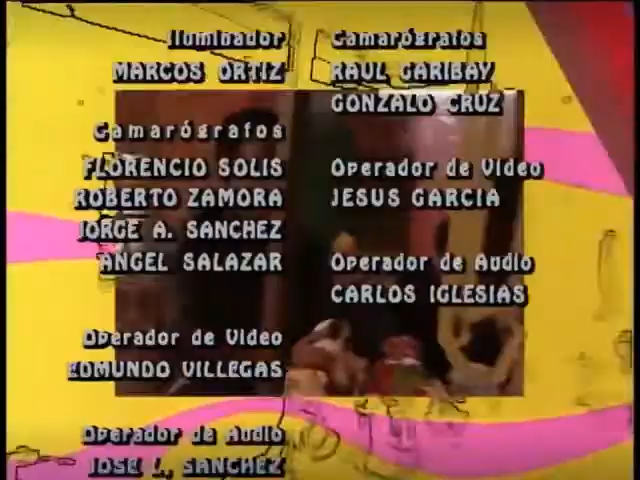 Iluminador
MARCOS ORTIZ
Camarógrafos
FLORENCIO SOLIS
ROBERTO ZAMORA
JORGE A. SANCHEZ
ANGEL SALAZAR
Operador de Video
EDMUNDO VILLEGAS
Operador de Audio
JOSE L. SANCHEZ
Camarógrafos
RAUL GARIBAY
GONZALO CRUZ
Operador de Video
JESUS GARCIA
Operador de Audio
CARLOS IGLESIAS